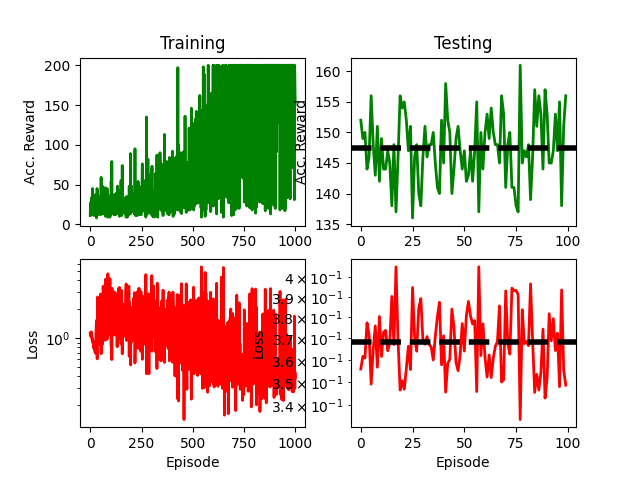 Training
Acc. Reward
200
150
100
50
0
0 250 500 750 1000
Testing
Acc. Reward
160
155
150
145
140
135
0 25 50 75 100
Loss
10⁰
0 250 500 750 1000
Episode
Loss
4 × 10⁻¹
3.9 × 10⁻¹
3.8 × 10⁻¹
3.7 × 10⁻¹
3.6 × 10⁻¹
3.5 × 10⁻¹
3.4 × 10⁻¹
0 25 50 75 100
Episode